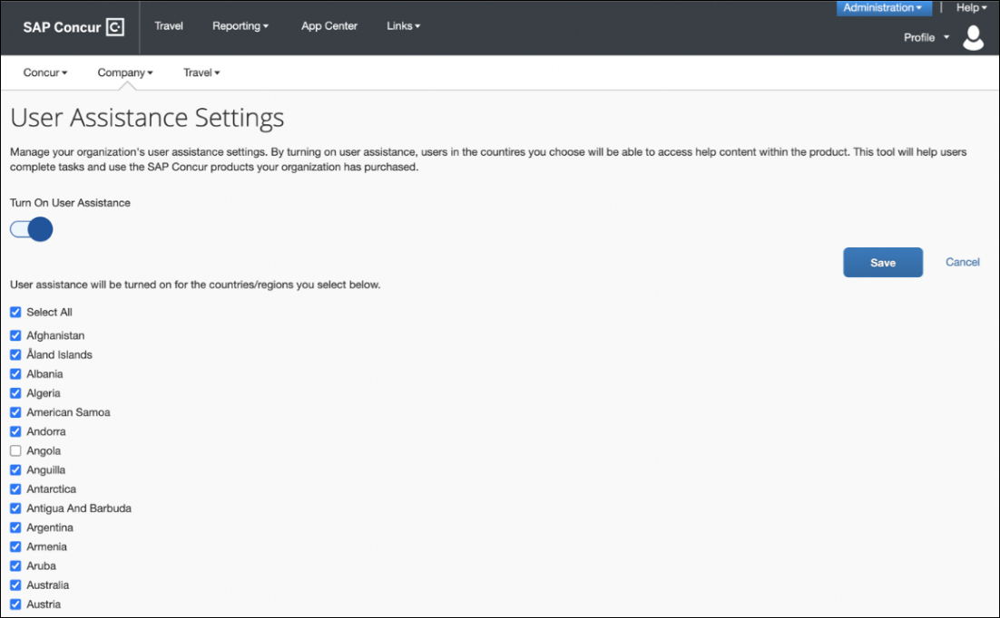 Administration
Help
SAP Concur C.
Travel
Reporting
App Center
Links
Profile
Concur
Company
Travel
User Assistance Settings
Manage your organization's user assistance settings. By turning on user assistance, users in the countires you choose will be able to access help content within the product. This tool will help users
complete tasks and use the SAP Concur products your organization has purchased.
Turn On User Assistance
Save
Cancel
User assistance will be turned on for the countries/regions you select below.
Select All
Afghanistan
Åland Islands
Albania
Algeria
American Samoa
Andorra
Angola
Anguilla
Antarctica
Antigua And Barbuda
Argentina
Armenia
Aruba
Australia
Austria